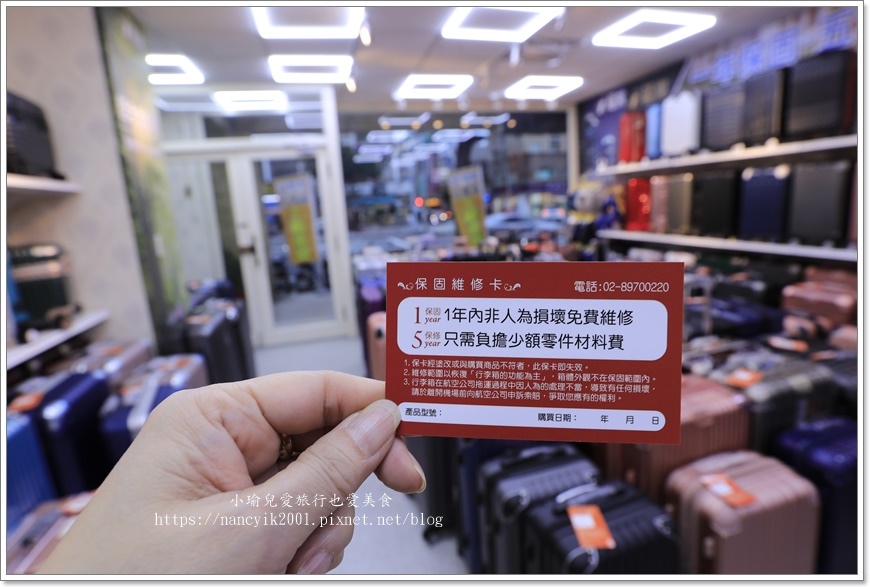 保固維修卡
電話:02-89700220
1 year 保固 1年內非人為損壞免費維修
5 year 保修 只需負擔少額零件材料費
1. 保卡經塗改或與購買商品不符者，此保卡即失效。
2. 維修範圍以恢復「行李箱的功能為主」，箱體外觀不在保固範圍內。
3. 行李箱在航空公司拖運過程中因人為的處理不當，導致有任何損壞，
請於離開機場前向航空公司申訴索賠，爭取您應有的權利。
產品型號：
購買日期： 年 月 日
小瑜兒愛旅行也愛美食
https://nancyik2001.pixnet.net/blog